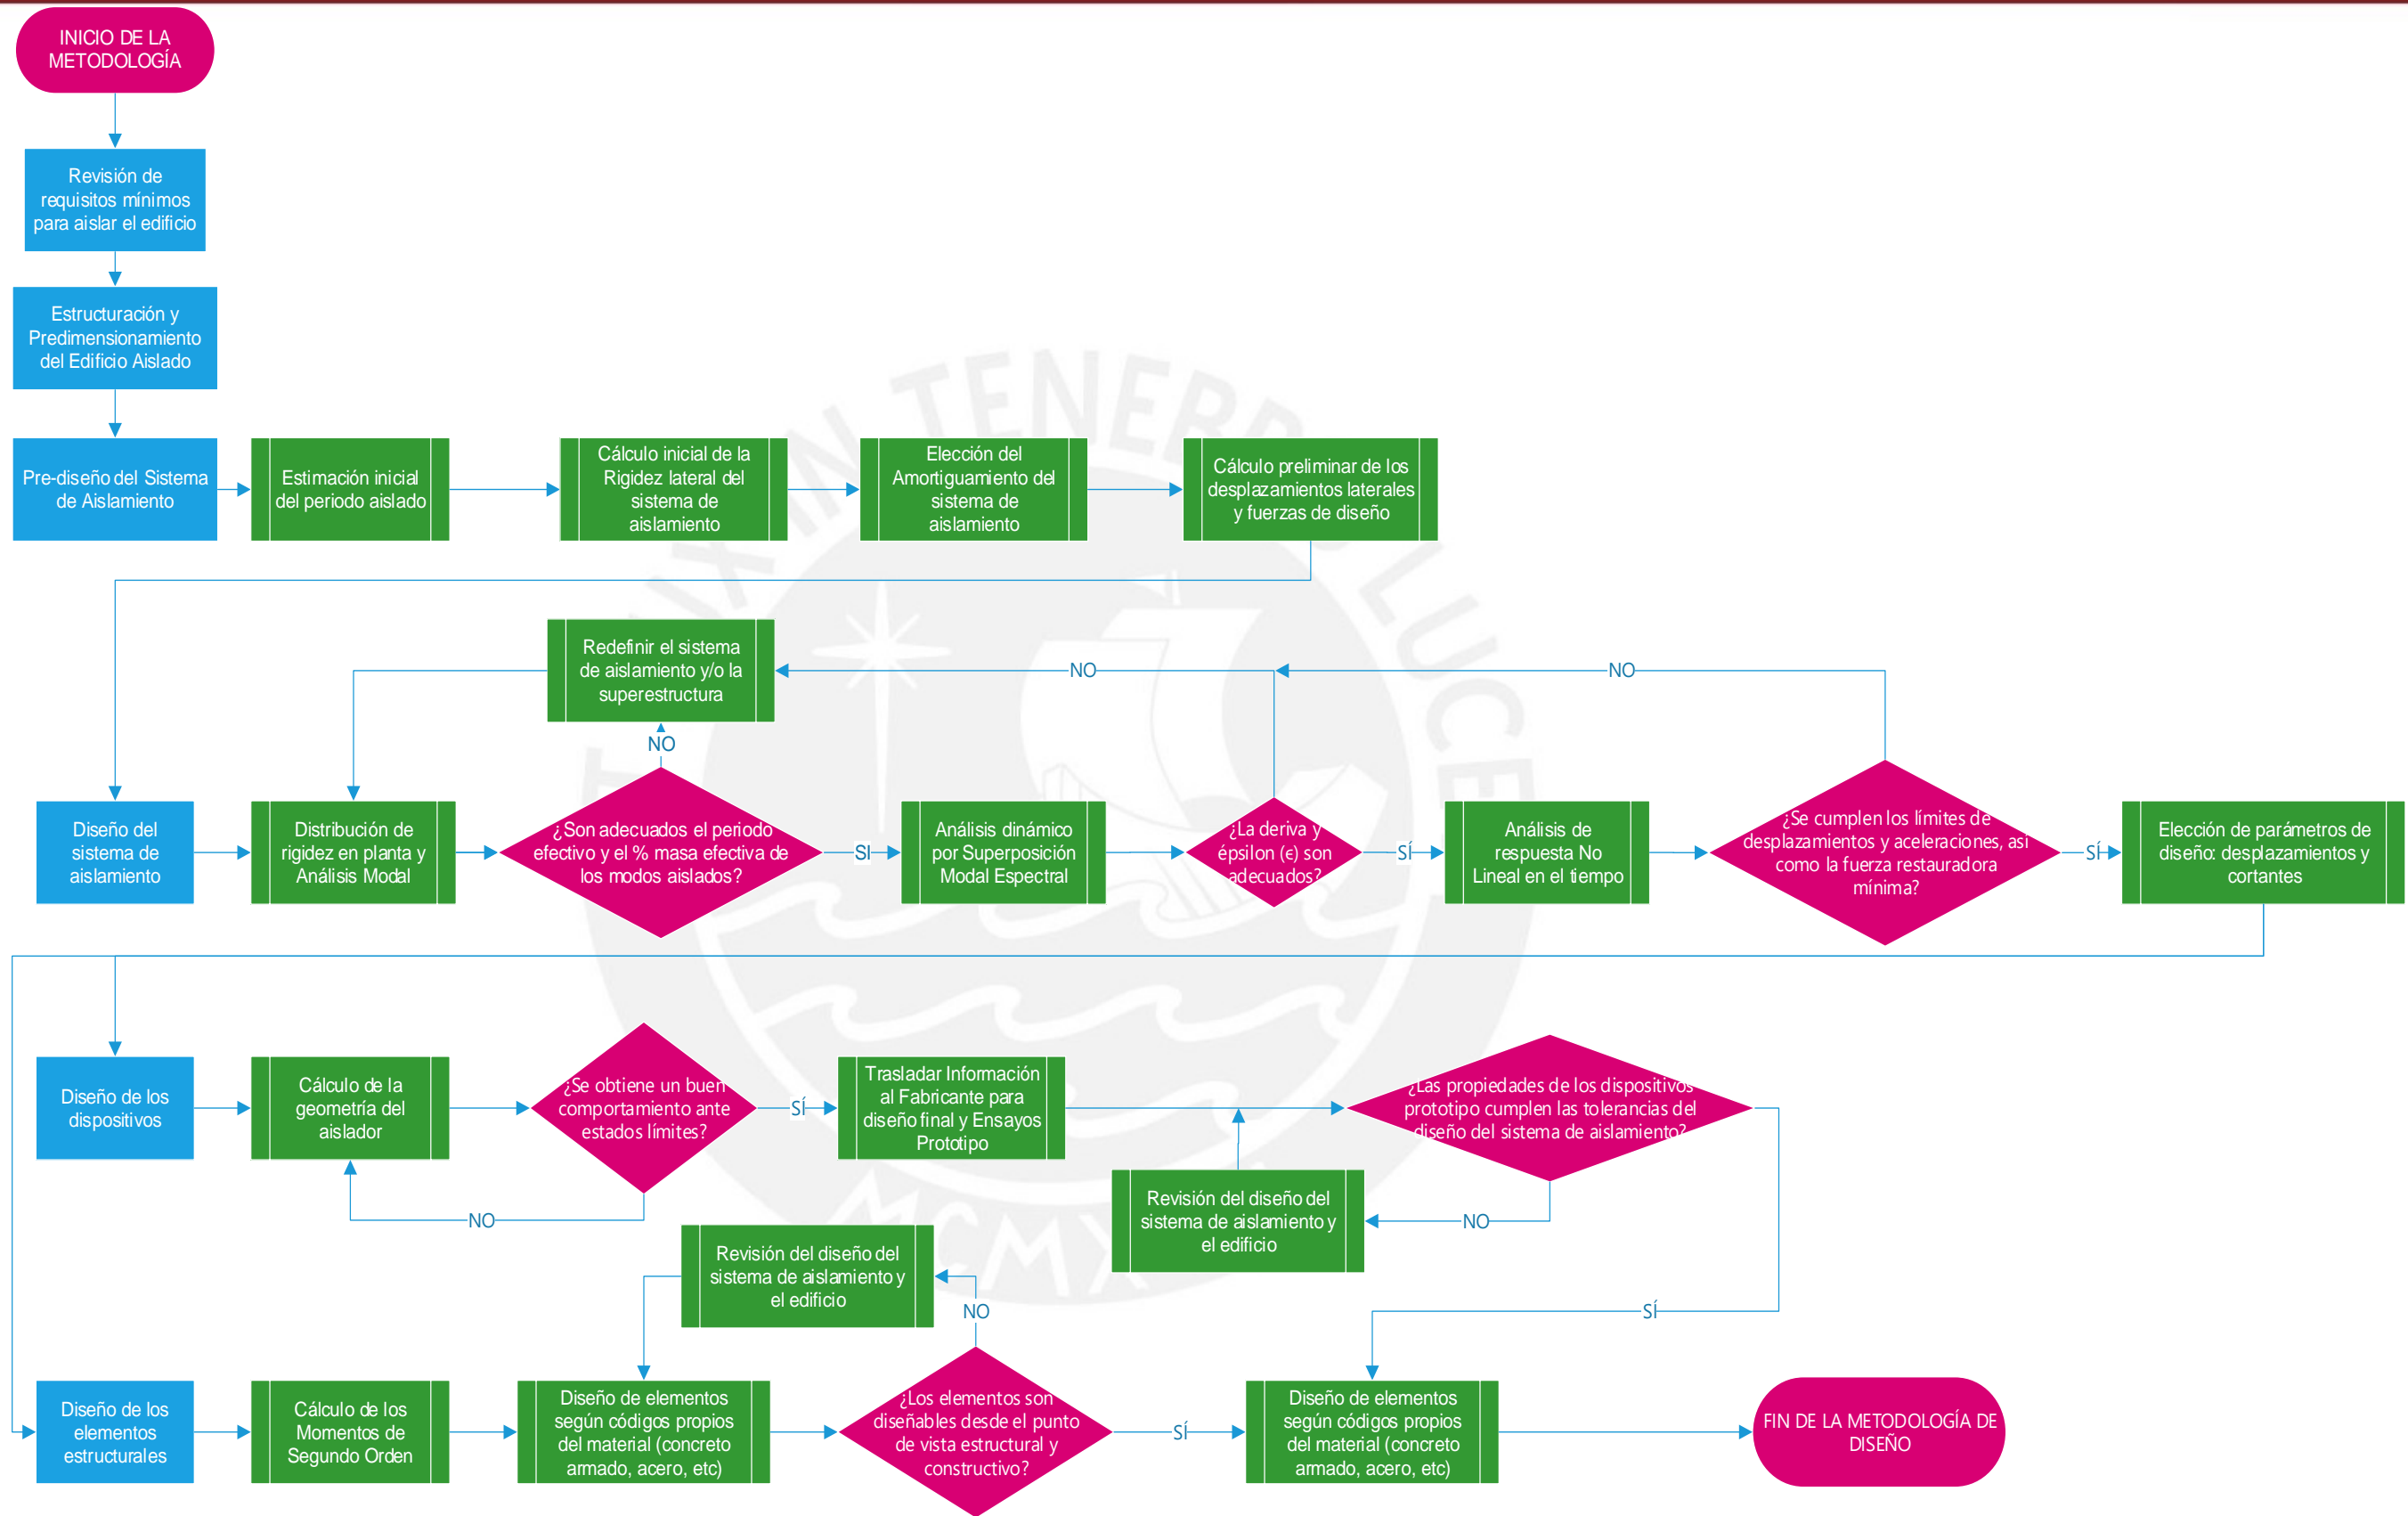 INICIO DE LA
METODOLOGÍA
Revisión de
requisitos mínimos
para aislar el edificio
Estructuración y
Predimensionamiento
del Edificio Aislado
Pre-diseño del Sistema
de Aislamiento
Estimación inicial
del periodo aislado
Cálculo inicial de la
Rigidez lateral del
sistema de
aislamiento
Elección del
Amortiguamiento del
sistema de
aislamiento
Cálculo preliminar de los
desplazamientos laterales
y fuerzas de diseño
Redefinir el sistema
de aislamiento y/o la
superestructura
NO
NO
NO
Diseño del
sistema de
aislamiento
Distribución de
rigidez en planta y
Análisis Modal
¿Son adecuados el periodo
efectivo y el % masa efectiva de
los modos aislados?
SI
Análisis dinámico
por Superposición
Modal Espectral
¿La deriva y
épsilon (ϵ) son
adecuados?
SÍ
Análisis de
respuesta No
Lineal en el tiempo
¿Se cumplen los límites de
desplazamientos y aceleraciones, asi
como la fuerza restauradora
mínima?
SÍ
Elección de parámetros de
diseño: desplazamientos y
cortantes
Diseño de los
dispositivos
Cálculo de la
geometría del
aislador
¿Se obtiene un buen
comportamiento ante
estados límites?
SÍ
NO
Trasladar Información
al Fabricante para
diseño final y Ensayos
Prototipo
¿Las propiedades de los dispositivos
prototipo cumplen las tolerancias del
diseño del sistema de aislamiento?
Revisión del diseño del
sistema de aislamiento y
el edificio
NO
SÍ
Revisión del diseño del
sistema de aislamiento y
el edificio
NO
Diseño de los
elementos
estructurales
Cálculo de los
Momentos de
Segundo Orden
Diseño de elementos
según códigos propios
del material (concreto
armado, acero, etc)
¿Los elementos son
diseñables desde el punto
de vista estructural y
constructivo?
SÍ
Diseño de elementos
según códigos propios
del material (concreto
armado, acero, etc)
FIN DE LA METODOLOGÍA DE
DISEÑO